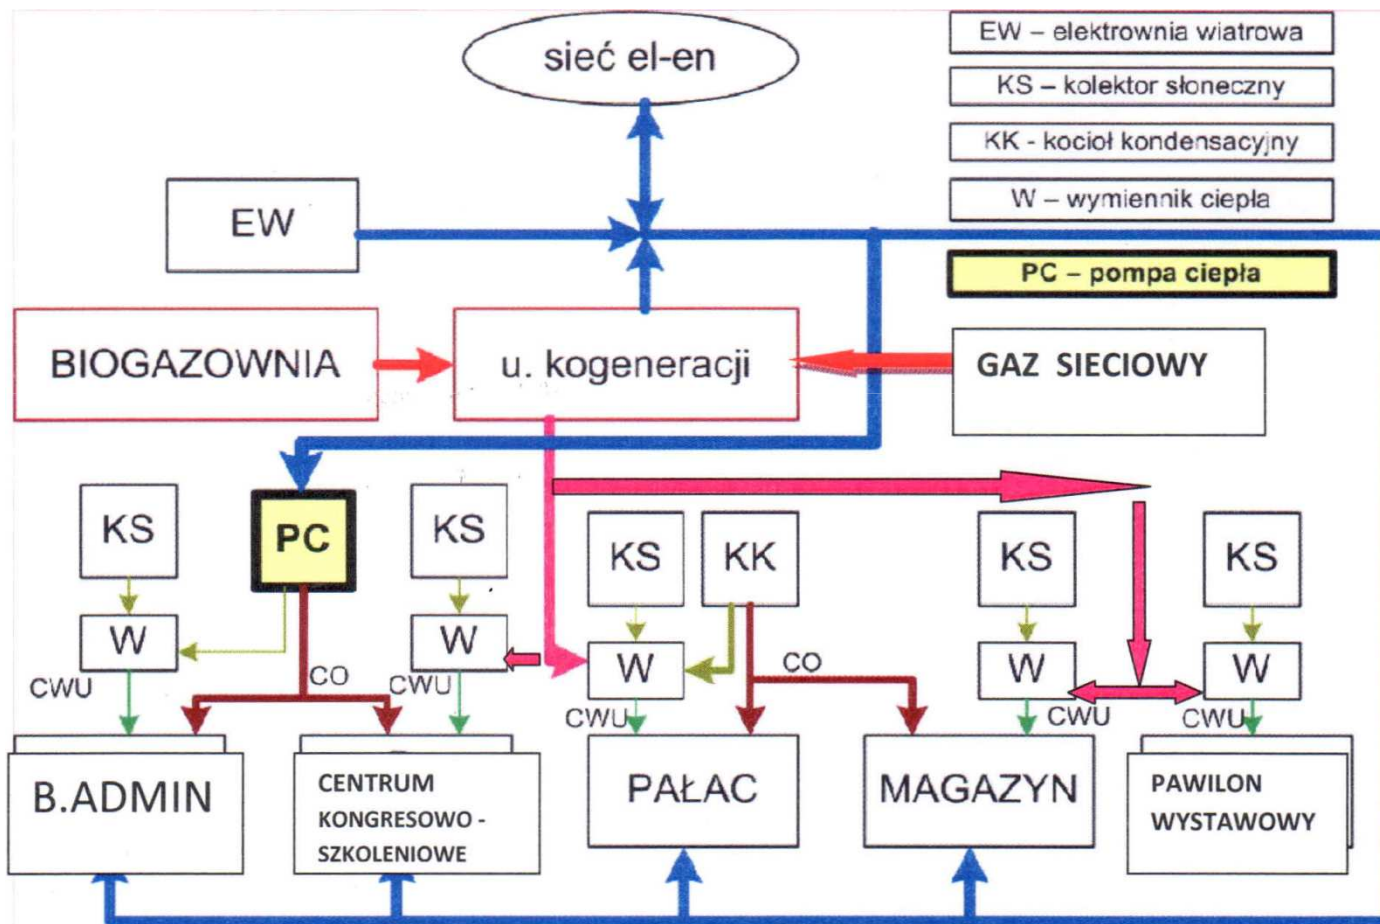 sieć el-en
EW – elektrownia wiatrowa
KS – kolektor słoneczny
KK - kocioł kondensacyjny
W – wymiennik ciepła
PC – pompa ciepła
EW
BIOGAZOWNIA
u. kogeneracji
GAZ SIECIOWY
KS
PC
KS
KS
KK
KS
KS
W
W
W
W
W
CWU
CO
CWU
CWU
CO
CWU
CWU
B.ADMIN
CENTRUM
KONGRESOWO -
SZKOLENIOWE
PAŁAC
MAGAZYN
PAWILON
WYSTAWOWY